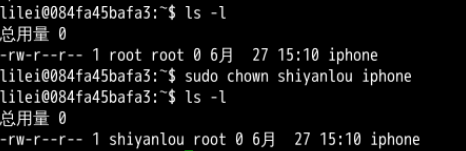 lilei@084fa45bafa3:~$ ls -l
总用量 0
-rw-r--r-- 1 root root 0 6月  27 15:10 iphone
lilei@084fa45bafa3:~$ sudo chown shiyanlou iphone
lilei@084fa45bafa3:~$ ls -l
总用量 0
-rw-r--r-- 1 shiyanlou root 0 6月  27 15:10 iphone